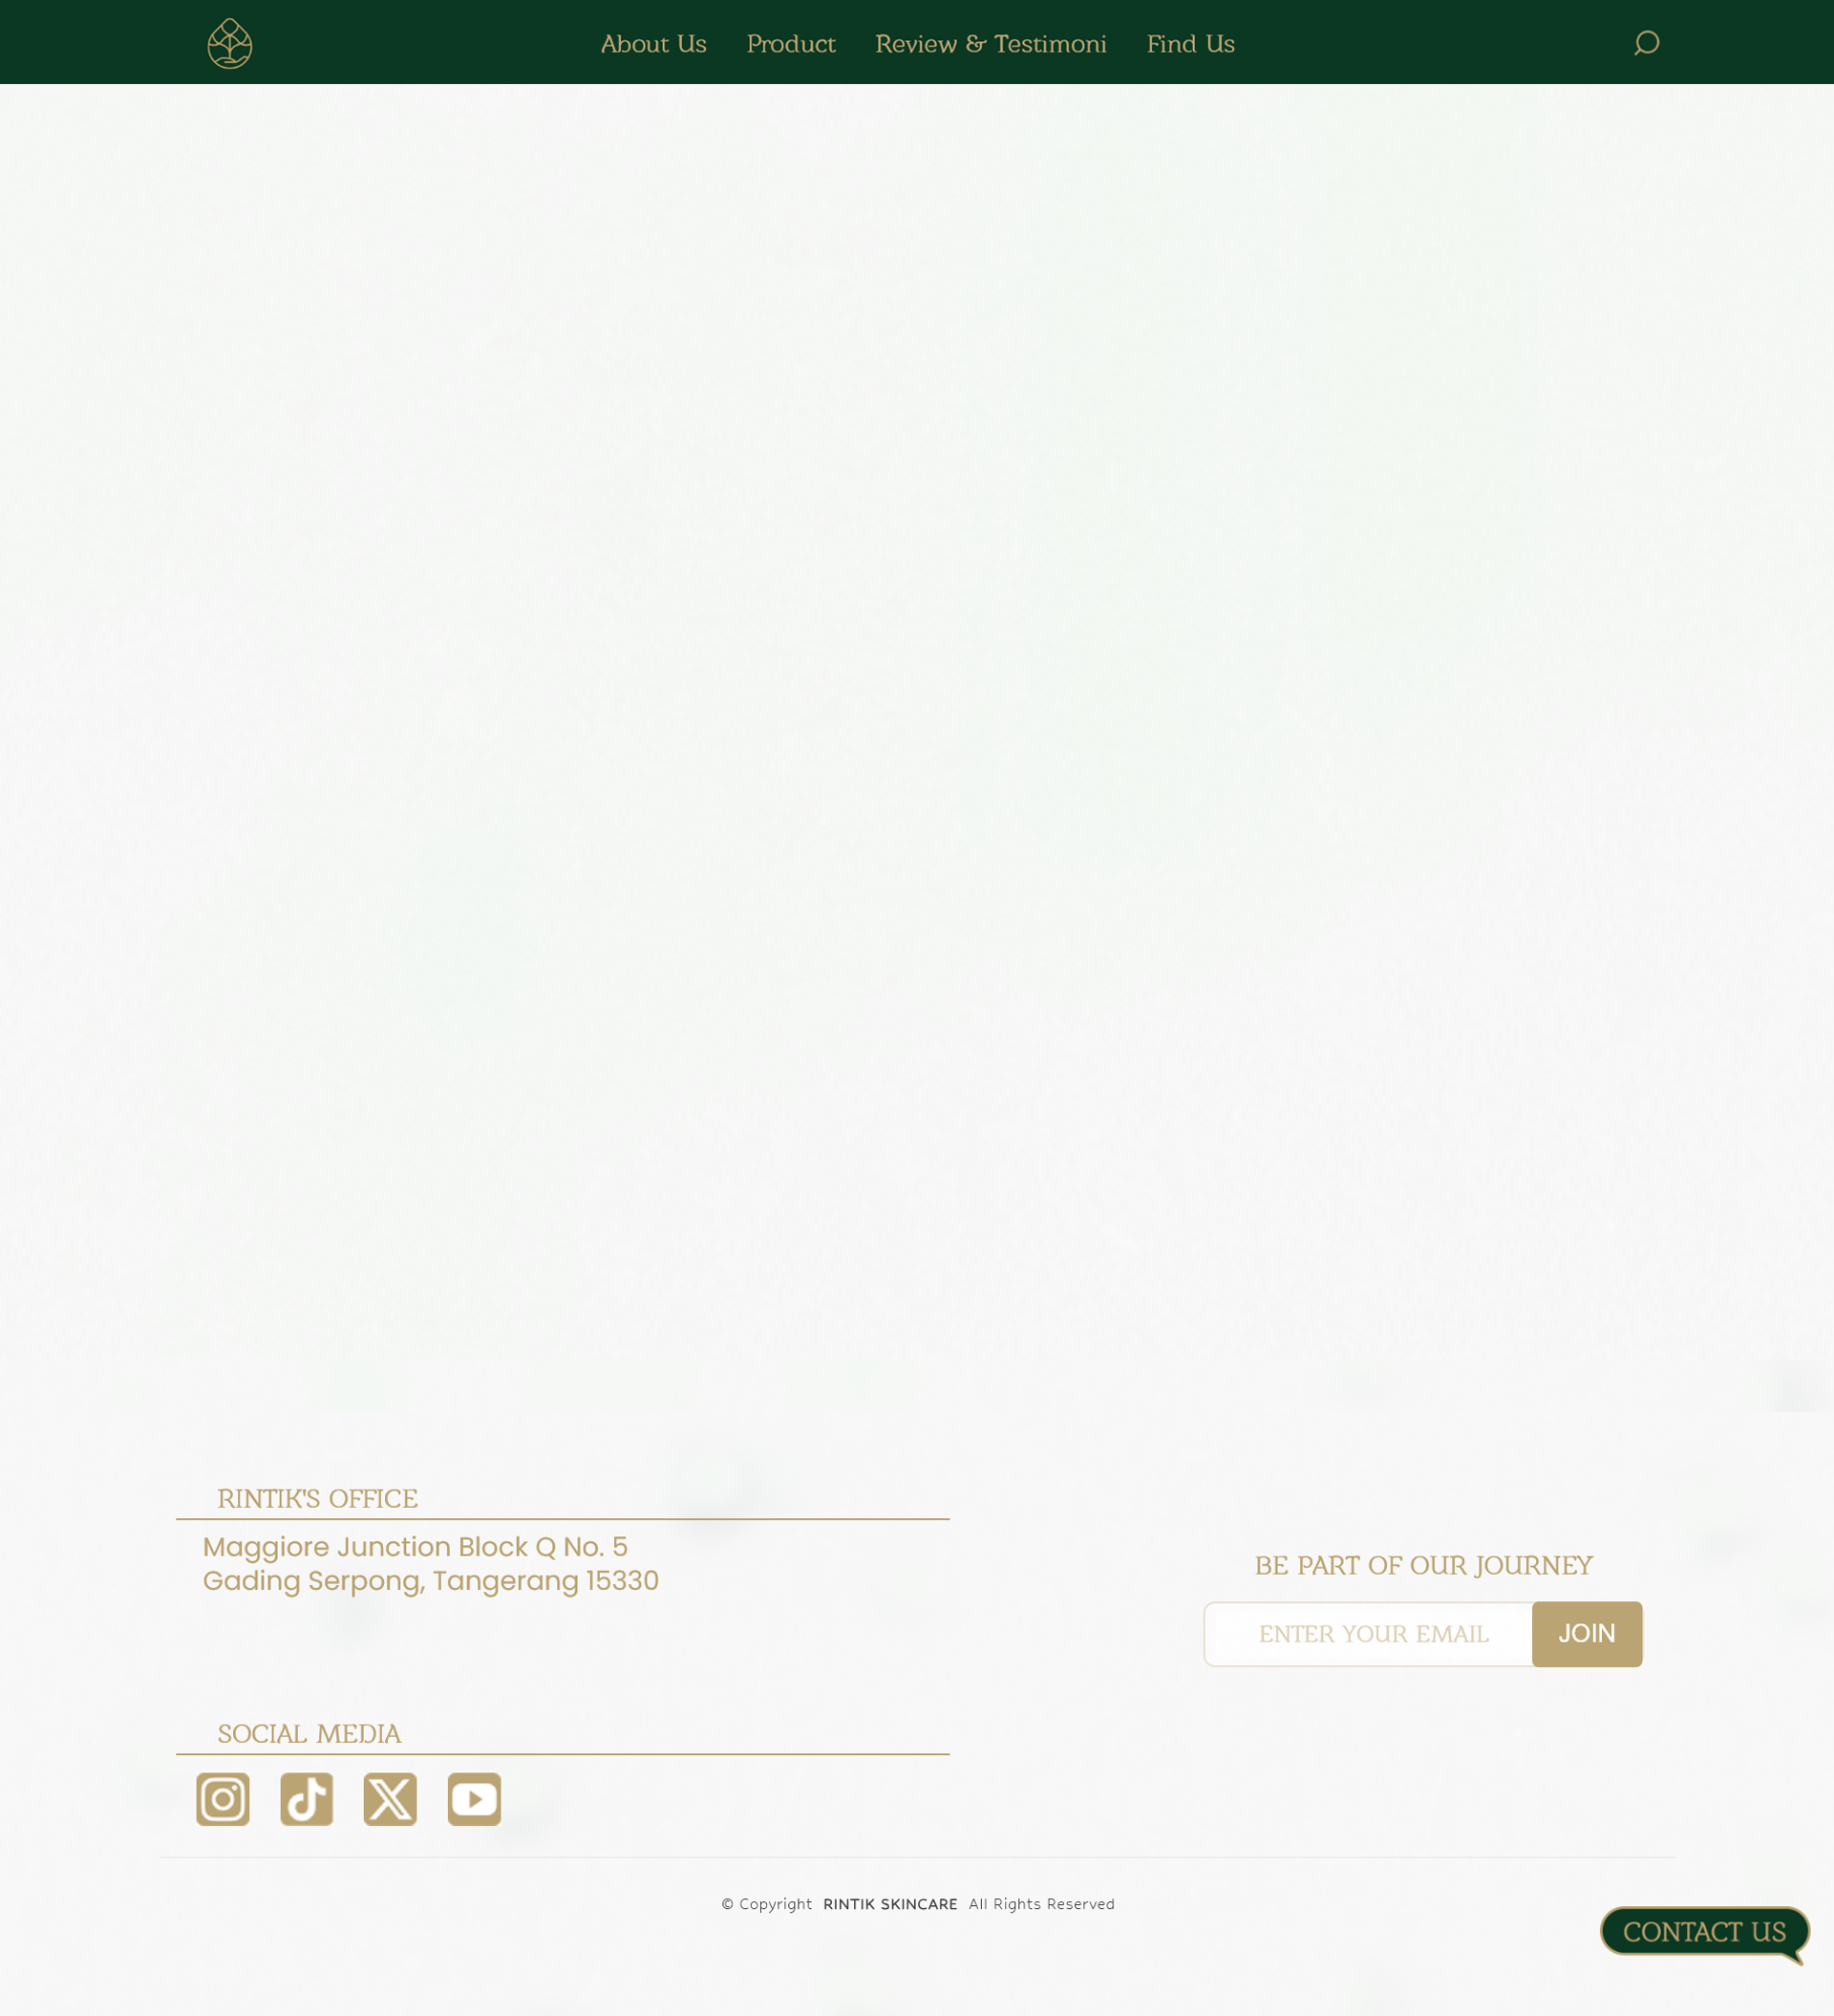 About Us
Product
Review & Testimoni
Find Us
RINTIK'S OFFICE
Maggiore Junction Block Q No. 5
Gading Serpong, Tangerang 15330
BE PART OF OUR JOURNEY
ENTER YOUR EMAIL
JOIN
SOCIAL MEDIA
© Copyright RINTIK SKINCARE All Rights Reserved
CONTACT US